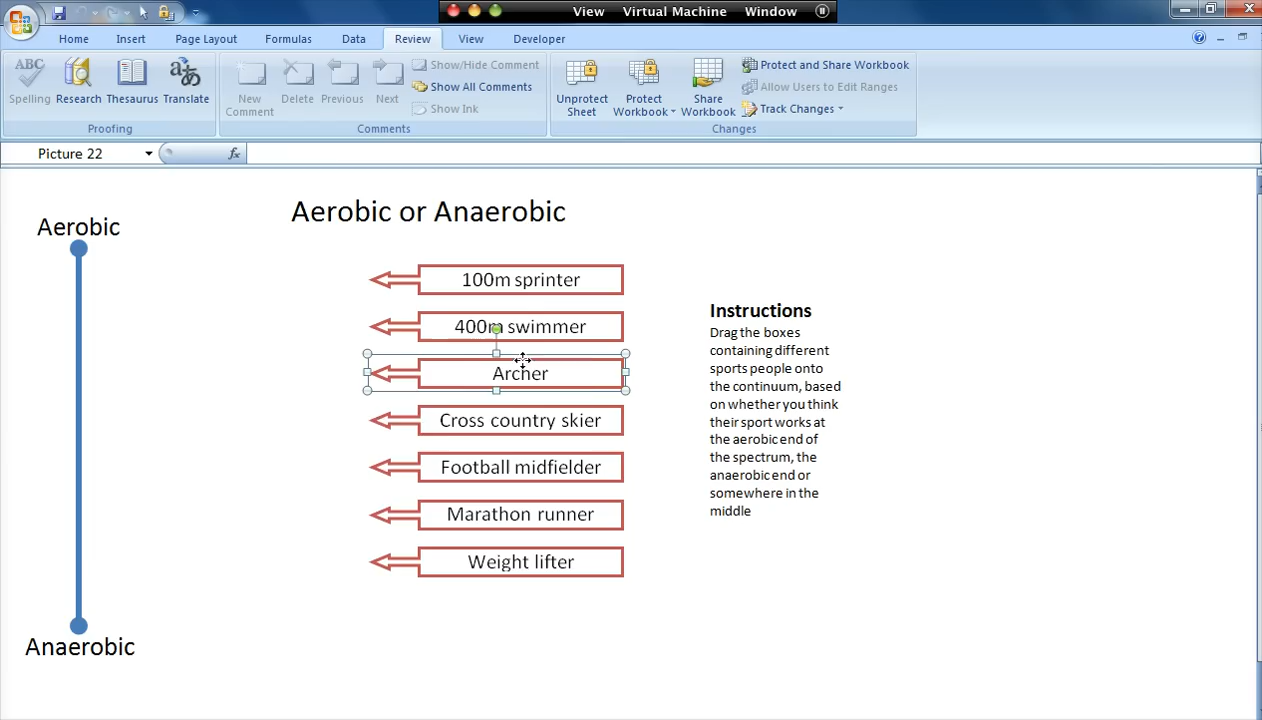 View Virtual Machine Window
Home Insert Page Layout Formulas Data Review View Developer
ABC
Spelling Research Thesaurus Translate
Proofing
New Comment Delete Previous Next
Show/Hide Comment
Show All Comments
Show Ink
Comments
Unprotect Sheet Protect Workbook Share Workbook
Protect and Share Workbook
Allow Users to Edit Ranges
Track Changes
Changes
Picture 22 fx
Aerobic or Anaerobic
Aerobic
Anaerobic
100m sprinter
400m swimmer
Archer
Cross country skier
Football midfielder
Marathon runner
Weight lifter
Instructions
Drag the boxes
containing different
sports people onto
the continuum, based
on whether you think
their sport works at
the aerobic end of
the spectrum, the
anaerobic end or
somewhere in the
middle